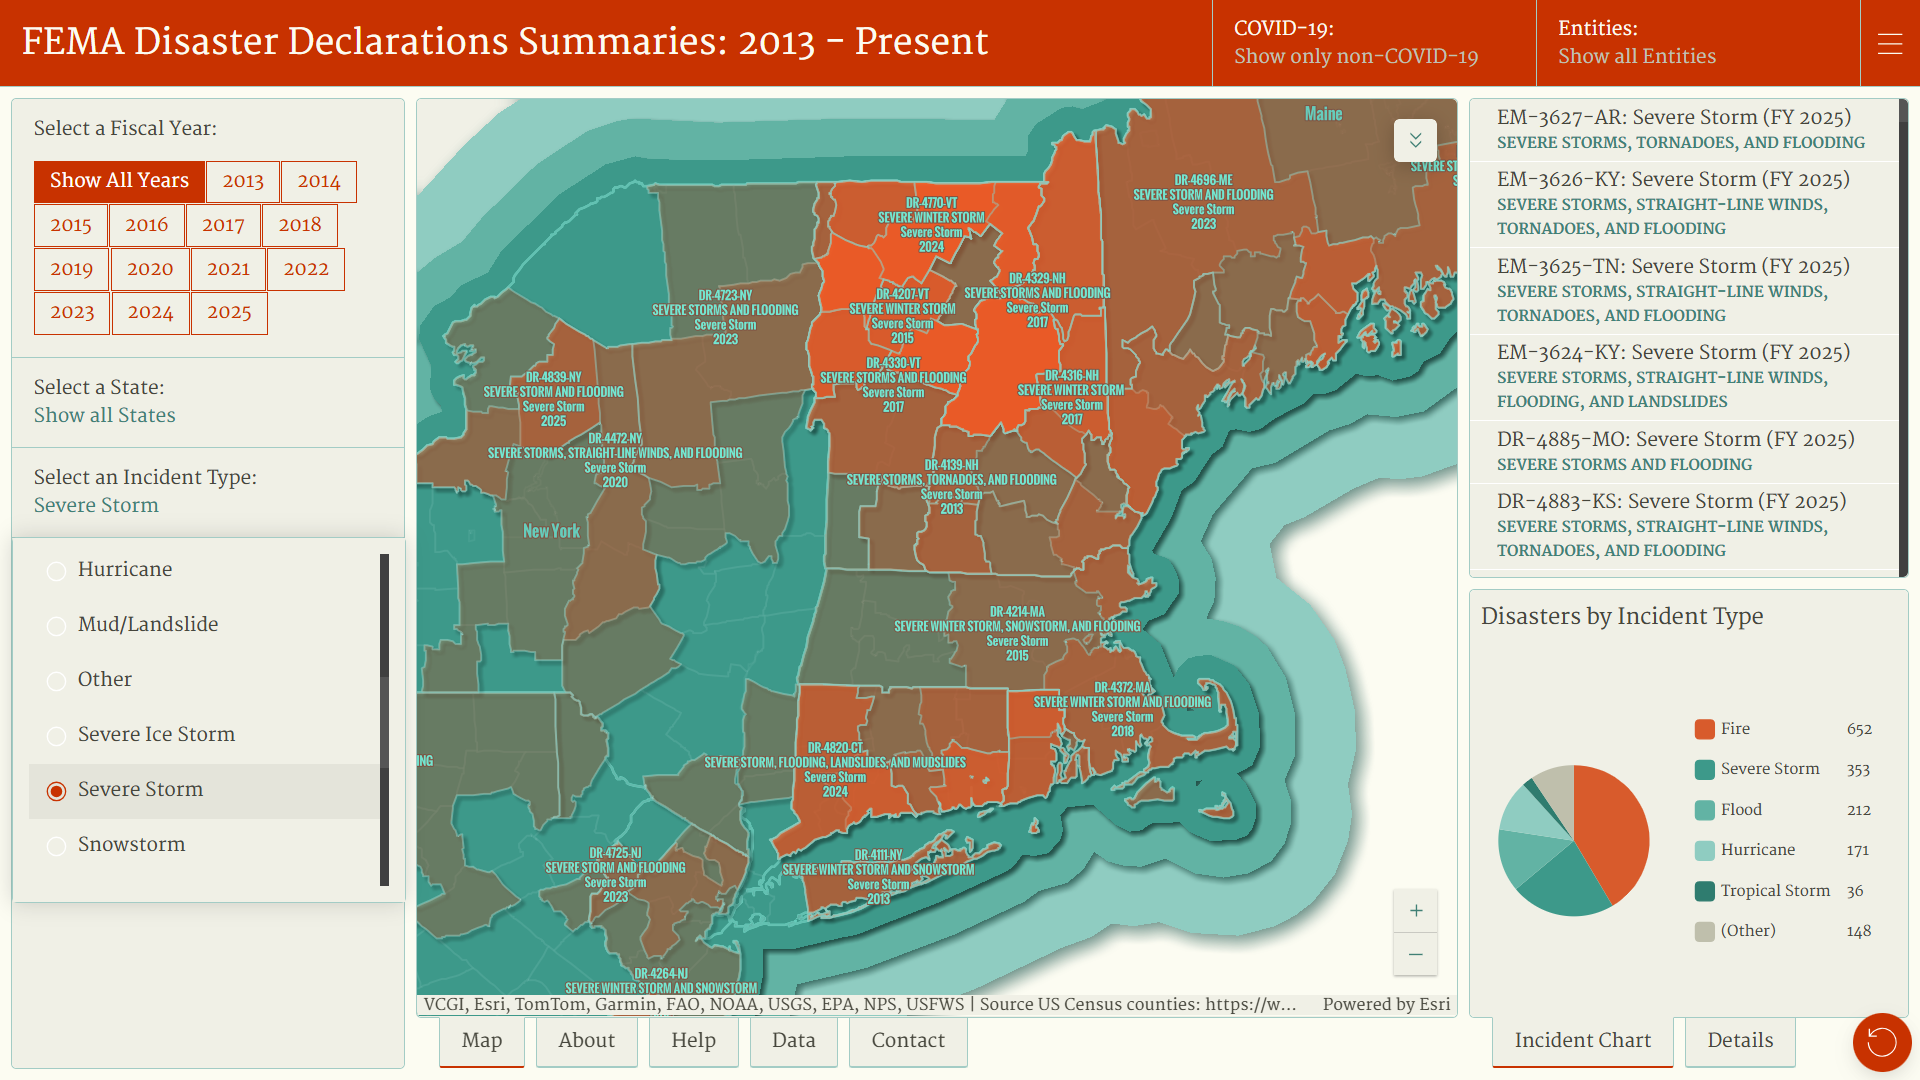 FEMA Disaster Declarations Summaries: 2013 - Present
COVID-19:
Show only non-COVID-19
Entities:
Show all Entities
Select a Fiscal Year:
Show All Years
2013
2014
2015
2016
2017
2018
2019
2020
2021
2022
2023
2024
2025
Select a State:
Show all States
Select an Incident Type:
Severe Storm
Hurricane
Mud/Landslide
Other
Severe Ice Storm
Severe Storm
Snowstorm
Maine
SEVERE ST
DR-4696-ME
SEVERE STORM AND FLOODING
Severe Storm
2023
DR-4770-VT
SEVERE WINTER STORM
Severe Storm
2024
DR-4329-NH
SEVERE STORMS AND FLOODING
Severe Storm
2017
DR-4723-NY
SEVERE STORMS AND FLOODING
Severe Storm
2023
DR-4207-VT
SEVERE WINTER STORM
Severe Storm
2015
DR-4330-VT
SEVERE STORMS AND FLOODING
Severe Storm
2017
DR-4316-NH
SEVERE WINTER STORM
Severe Storm
2017
DR-4839-NY
SEVERE STORM AND FLOODING
Severe Storm
2025
DR-4472-NY
SEVERE STORMS, STRAIGHT-LINE WINDS, AND FLOODING
Severe Storm
2020
DR-4139-NH
SEVERE STORMS, TORNADOES, AND FLOODING
Severe Storm
2013
New York
DR-4214-MA
SEVERE WINTER STORM, SNOWSTORM, AND FLOODING
Severe Storm
2015
DR-4372-MA
SEVERE WINTER STORM AND FLOODING
Severe Storm
2018
ING
DR-4820-CT
SEVERE STORM, FLOODING, LANDSLIDES, AND MUDSLIDES
Severe Storm
2024
DR-4725-NJ
SEVERE STORM AND FLOODING
Severe Storm
2023
DR-4111-NY
SEVERE WINTER STORM AND SNOWSTORM
Severe Storm
2013
DR-4264-NJ
SEVERE WINTER STORM AND SNOWSTORM
+
−
VCGI, Esri, TomTom, Garmin, FAO, NOAA, USGS, EPA, NPS, USFWS | Source US Census counties: https://w...
Powered by Esri
Map
About
Help
Data
Contact
EM-3627-AR: Severe Storm (FY 2025)
SEVERE STORMS, TORNADOES, AND FLOODING
EM-3626-KY: Severe Storm (FY 2025)
SEVERE STORMS, STRAIGHT-LINE WINDS,
TORNADOES, AND FLOODING
EM-3625-TN: Severe Storm (FY 2025)
SEVERE STORMS, STRAIGHT-LINE WINDS,
TORNADOES, AND FLOODING
EM-3624-KY: Severe Storm (FY 2025)
SEVERE STORMS, STRAIGHT-LINE WINDS,
FLOODING, AND LANDSLIDES
DR-4885-MO: Severe Storm (FY 2025)
SEVERE STORMS AND FLOODING
DR-4883-KS: Severe Storm (FY 2025)
SEVERE STORMS, STRAIGHT-LINE WINDS,
TORNADOES, AND FLOODING
Disasters by Incident Type
Fire 652
Severe Storm 353
Flood 212
Hurricane 171
Tropical Storm 36
(Other) 148
Incident Chart
Details